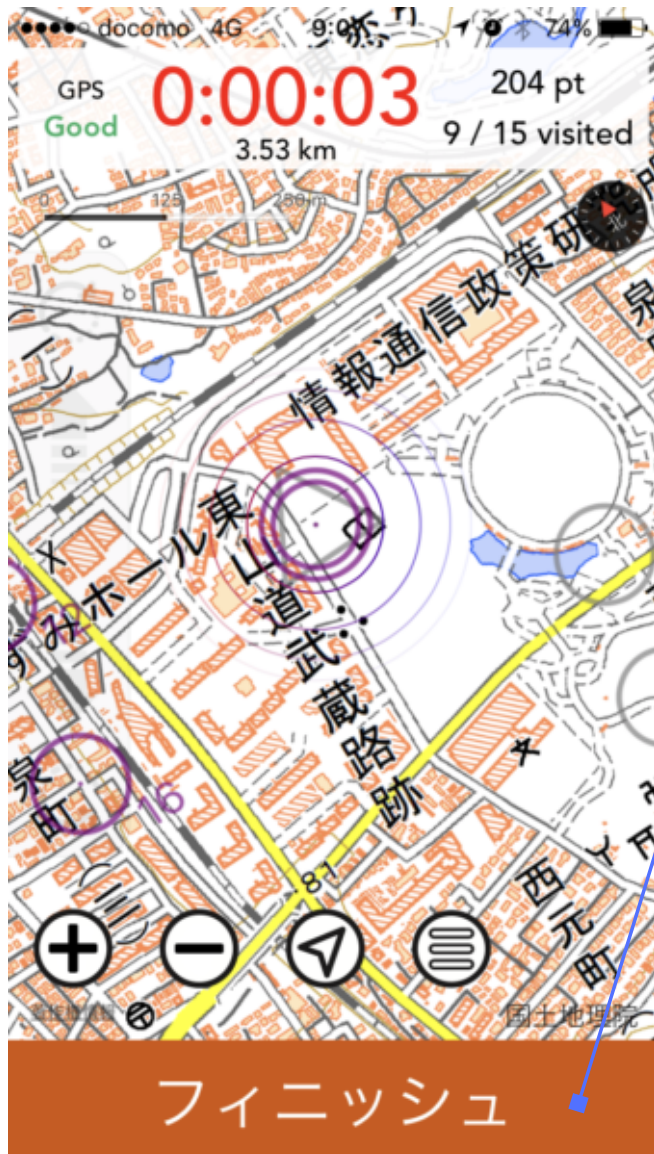 docomo 4G 74%
GPS
Good
0:00:03
3.53 km
204 pt
9 / 15 visited
0 125 250 m
北
情報通信政策研
泉
東山道武蔵路跡
みホール
泉町
16
81
西元町
国土地理院
フィニッシュ